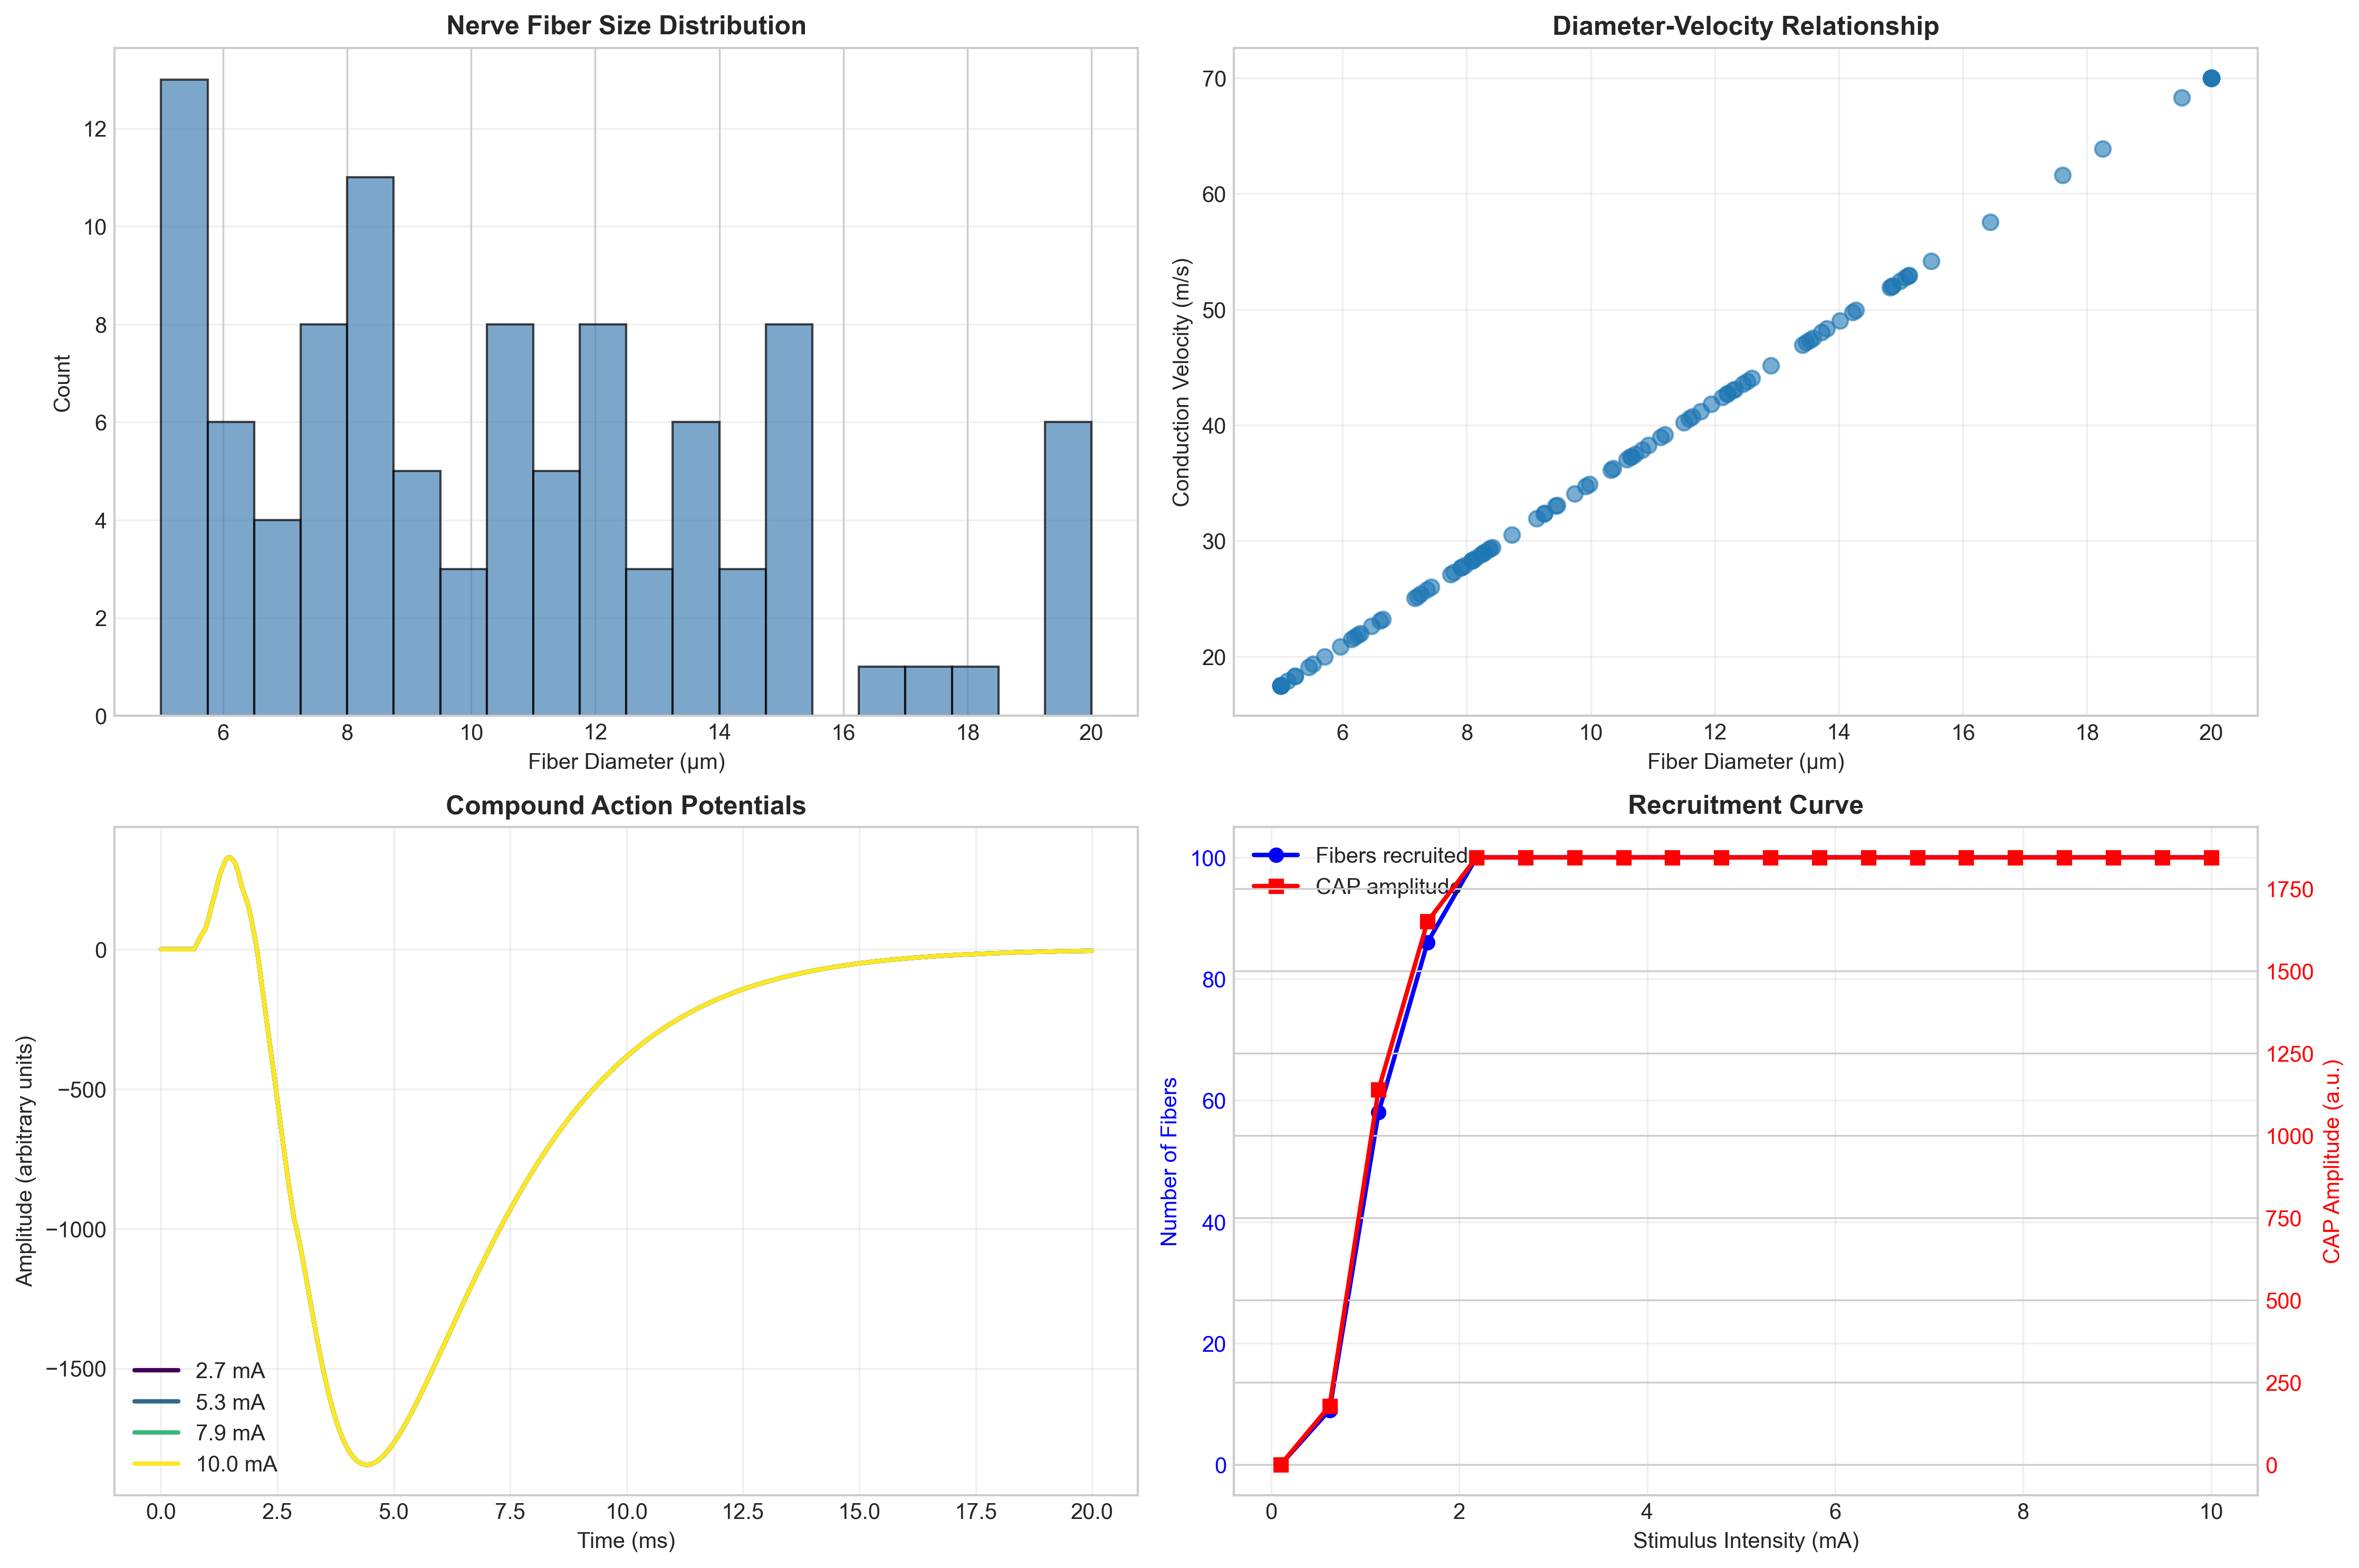 Nerve Fiber Size Distribution
Count
12
10
8
6
4
2
0
6 8 10 12 14 16 18 20
Fiber Diameter (μm)
Diameter-Velocity Relationship
Conduction Velocity (m/s)
70
60
50
40
30
20
6 8 10 12 14 16 18 20
Fiber Diameter (μm)
Compound Action Potentials
Amplitude (arbitrary units)
0
−500
−1000
−1500
2.7 mA
5.3 mA
7.9 mA
10.0 mA
0.0 2.5 5.0 7.5 10.0 12.5 15.0 17.5 20.0
Time (ms)
Recruitment Curve
Number of Fibers
100
80
60
40
20
0
Fibers recruited
CAP amplitude
1750
1500
1250
1000
750
500
250
0
CAP Amplitude (a.u.)
0 2 4 6 8 10
Stimulus Intensity (mA)